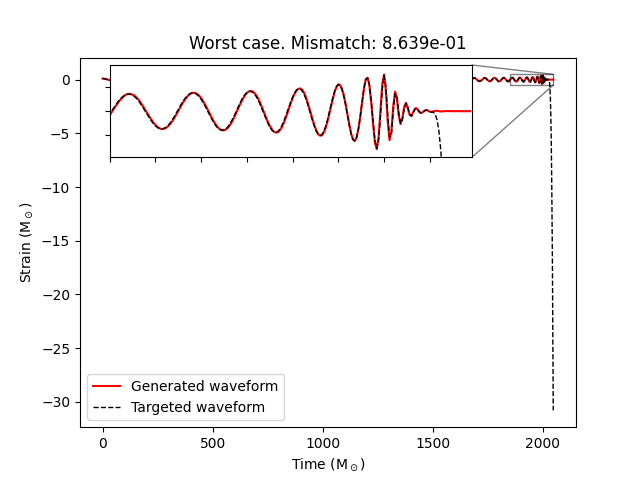 Worst case. Mismatch: 8.639e-01
0
−5
−10
−15
−20
−25
−30
Strain (M⊙)
Generated waveform
Targeted waveform
0
500
1000
1500
2000
Time (M⊙)